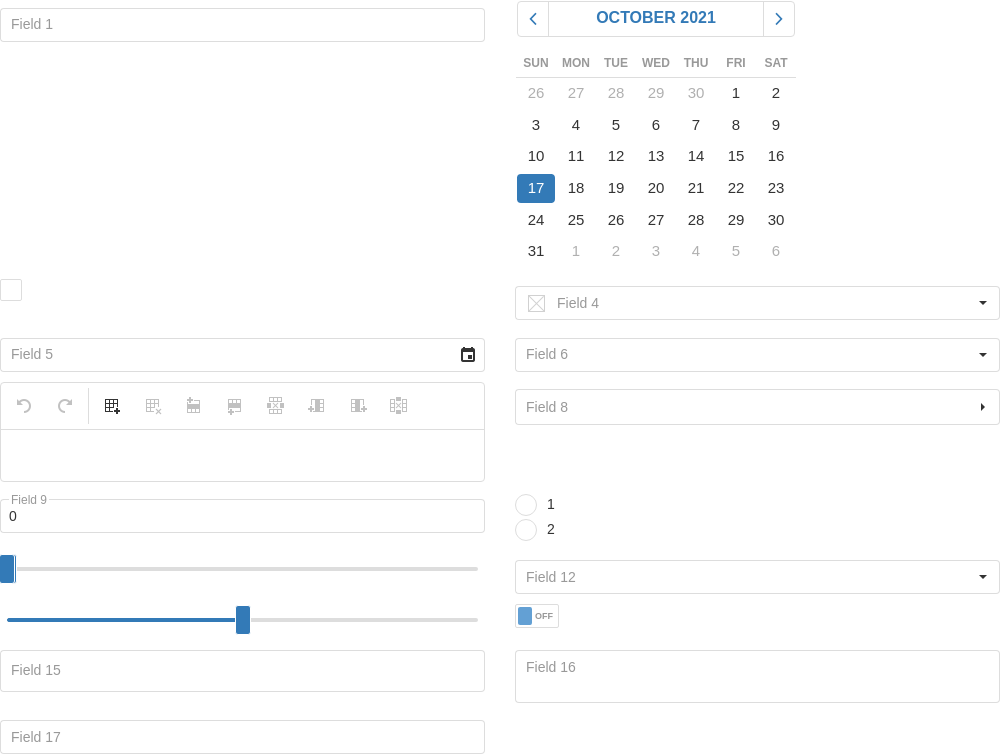 Field 1
OCTOBER 2021
SUN MON TUE WED THU FRI SAT
26 27 28 29 30 1 2
3 4 5 6 7 8 9
10 11 12 13 14 15 16
17 18 19 20 21 22 23
24 25 26 27 28 29 30
31 1 2 3 4 5 6
Field 4
Field 5
Field 6
Field 8
Field 9
0
1
2
Field 12
OFF
Field 15
Field 16
Field 17